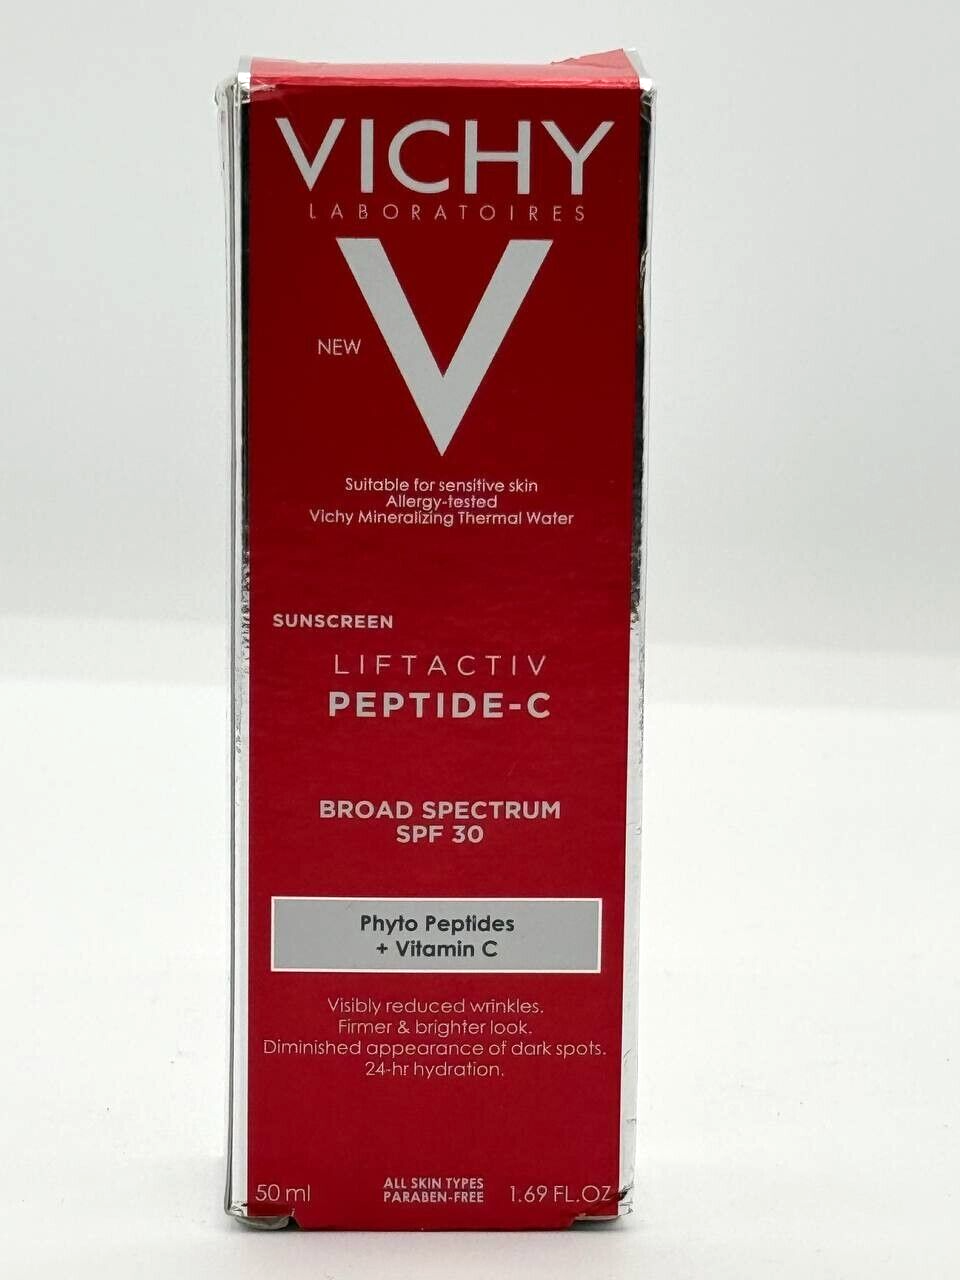 VICHY
LABORATOIRES
V
NEW
Suitable for sensitive skin
Allergy-tested
Vichy Mineralizing Thermal Water
SUNSCREEN
LIFTACTIV
PEPTIDE-C
BROAD SPECTRUM
SPF 30
Phyto Peptides
+ Vitamin C
Visibly reduced wrinkles.
Firmer & brighter look.
Diminished appearance of dark spots.
24-hr hydration.
50 ml
ALL SKIN TYPES
PARABEN-FREE
1.69 FL.OZ